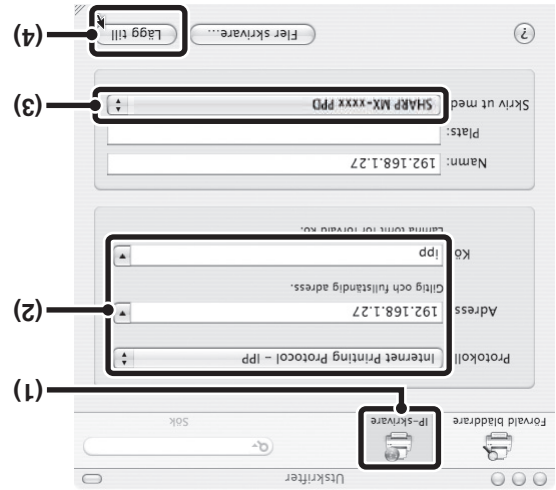 Utskrifter
Förvald bläddrare
IP-skrivare
Sök
(1)
Protokoll
Internet Printing Protocol – IPP
Adress
192.168.1.27
Giltig och fullständig adress.
(2)
Kö
ipp
Lämna tomt för förvald kö.
Namn: 192.168.1.27
Plats:
Skriv ut med
SHARP MX-xxxx PPD
(3)
?
Fler skrivare...
Lägg till
(4)